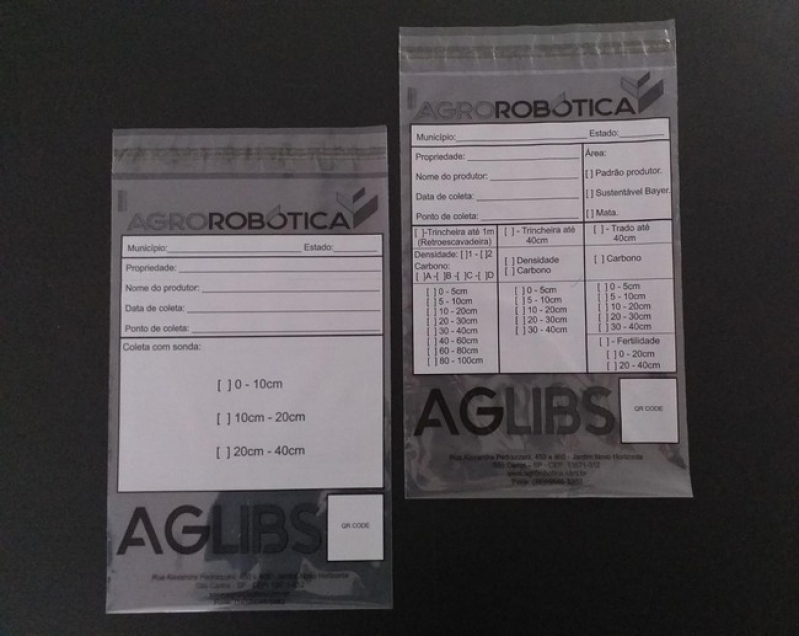 AGROROBÓTICA
Município: Estado:
Propriedade:
Nome do produtor:
Data de coleta:
Ponto de coleta:
Coleta com sonda:
[ ] 0 - 10cm
[ ] 10cm - 20cm
[ ] 20cm - 40cm
AGLIBS
QR CODE
AGROROBÓTICA
Município: Estado:
Propriedade:
Nome do produtor:
Data de coleta:
Ponto de coleta:
Área:
[ ] Padrão produtor.
[ ] Sustentável Bayer.
[ ] Mata.
[ ]-Trincheira até 1m
(Retroescavadeira)
Densidade: [ ]1 - [ ]2
Carbono:
[ ]A -[ ]B -[ ]C -[ ]D
[ ] 0 - 5cm
[ ] 5 - 10cm
[ ] 10 - 20cm
[ ] 20 - 30cm
[ ] 30 - 40cm
[ ] 40 - 60cm
[ ] 60 - 80cm
[ ] 80 - 100cm
[ ] - Trincheira até
40cm
[ ] Densidade
[ ] Carbono
[ ] 0 - 5cm
[ ] 5 - 10cm
[ ] 10 - 20cm
[ ] 20 - 30cm
[ ] 30 - 40cm
[ ] - Trado até
40cm
[ ] Carbono
[ ] 0 - 5cm
[ ] 5 - 10cm
[ ] 10 - 20cm
[ ] 20 - 30cm
[ ] 30 - 40cm
[ ] - Fertilidade
[ ] 0 - 20cm
[ ] 20 - 40cm
AGLIBS
QR CODE